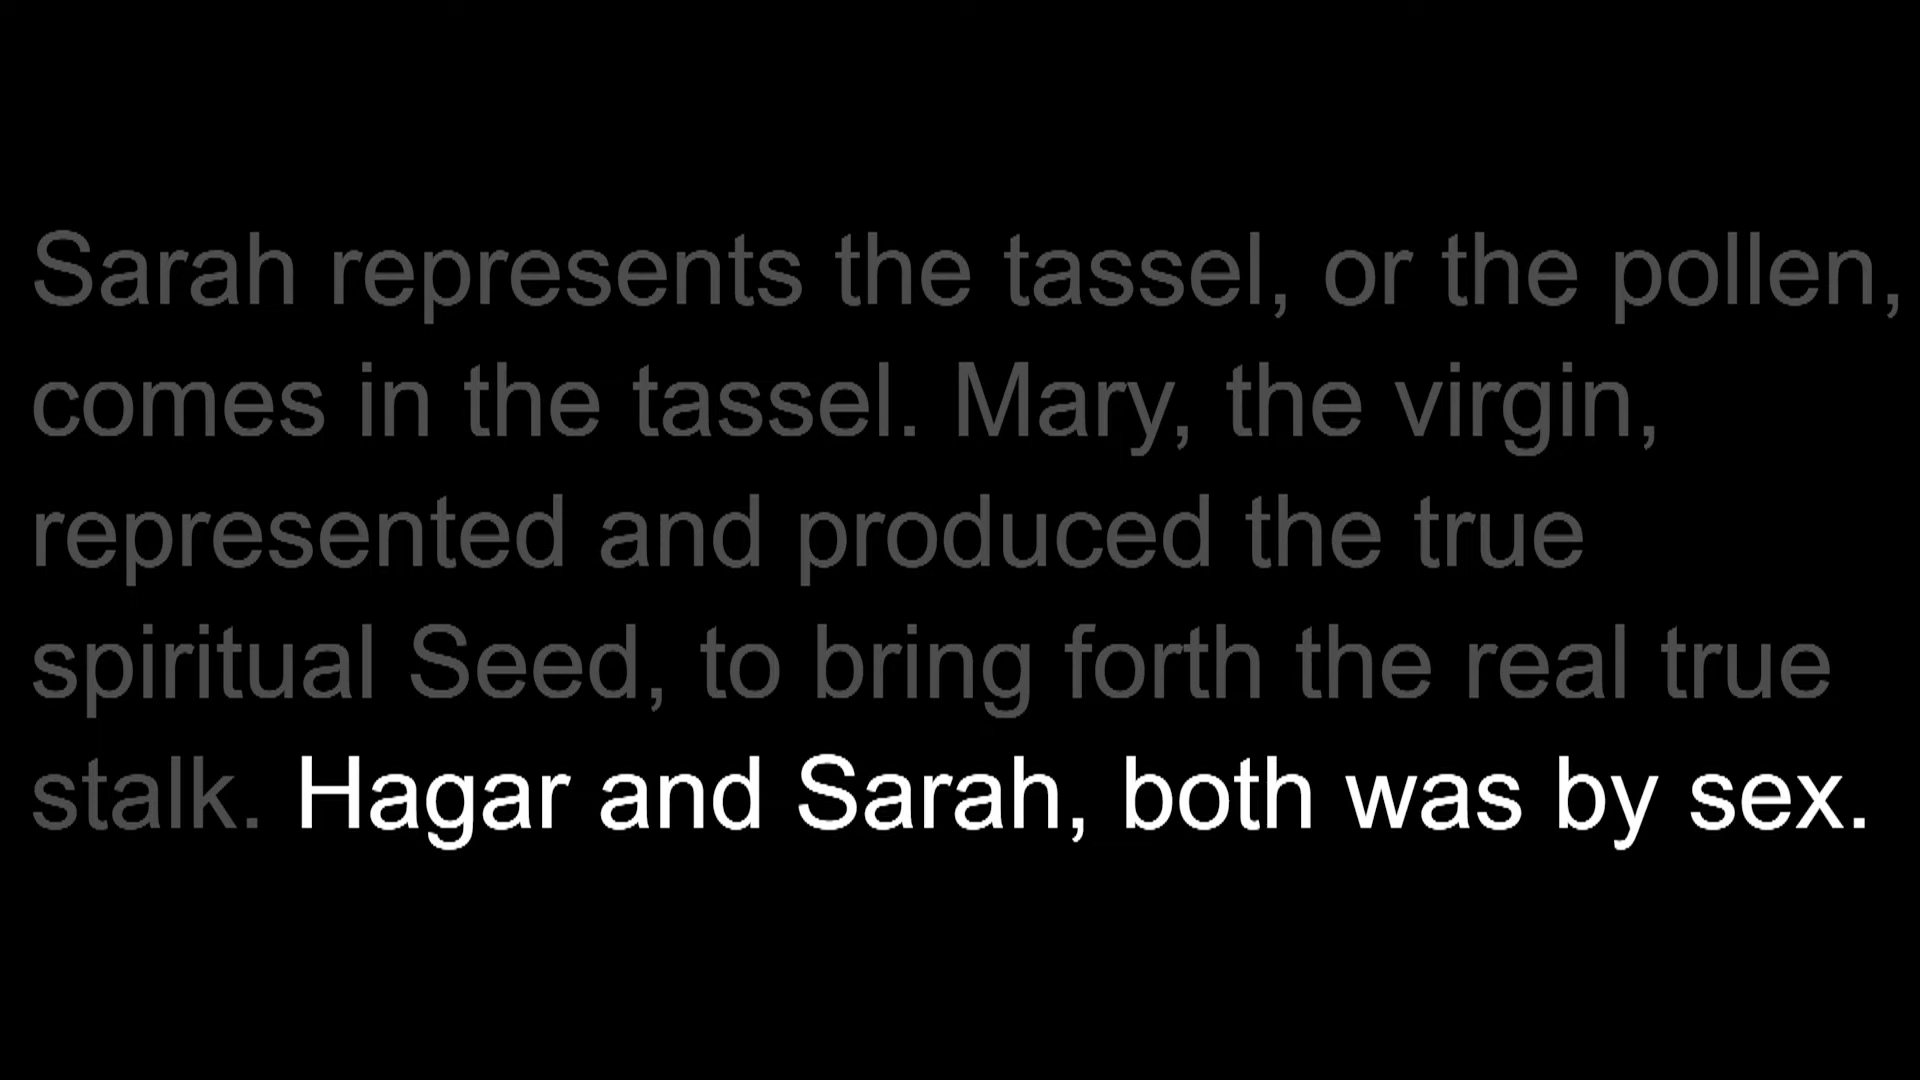 Sarah represents the tassel, or the pollen,
comes in the tassel. Mary, the virgin,
represented and produced the true
spiritual Seed, to bring forth the real true
stalk. Hagar and Sarah, both was by sex.